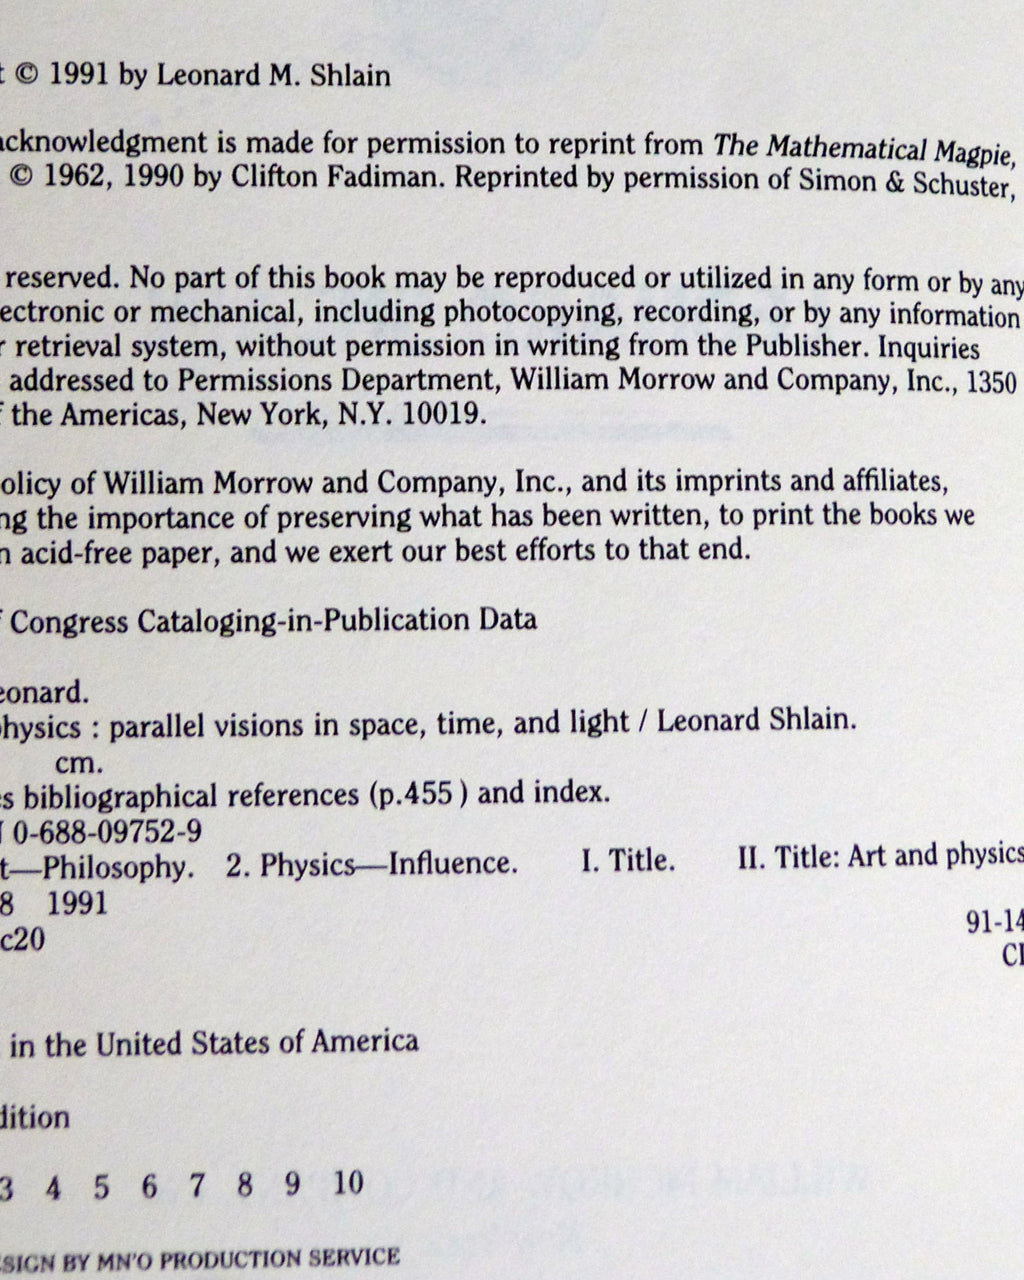 © 1991 by Leonard M. Shlain
acknowledgment is made for permission to reprint from The Mathematical Magpie,
© 1962, 1990 by Clifton Fadiman. Reprinted by permission of Simon & Schuster,
reserved. No part of this book may be reproduced or utilized in any form or by any
ectronic or mechanical, including photocopying, recording, or by any information
r retrieval system, without permission in writing from the Publisher. Inquiries
addressed to Permissions Department, William Morrow and Company, Inc., 1350
f the Americas, New York, N.Y. 10019.
olicy of William Morrow and Company, Inc., and its imprints and affiliates,
ng the importance of preserving what has been written, to print the books we
n acid-free paper, and we exert our best efforts to that end.
f Congress Cataloging-in-Publication Data
eonard.
physics : parallel visions in space, time, and light / Leonard Shlain.
cm.
s bibliographical references (p.455) and index.
0-688-09752-9
t—Philosophy. 2. Physics—Influence. I. Title. II. Title: Art and physics
8 1991
91-14
c20
CI
in the United States of America
dition
3 4 5 6 7 8 9 10
SIGN BY MN'O PRODUCTION SERVICE